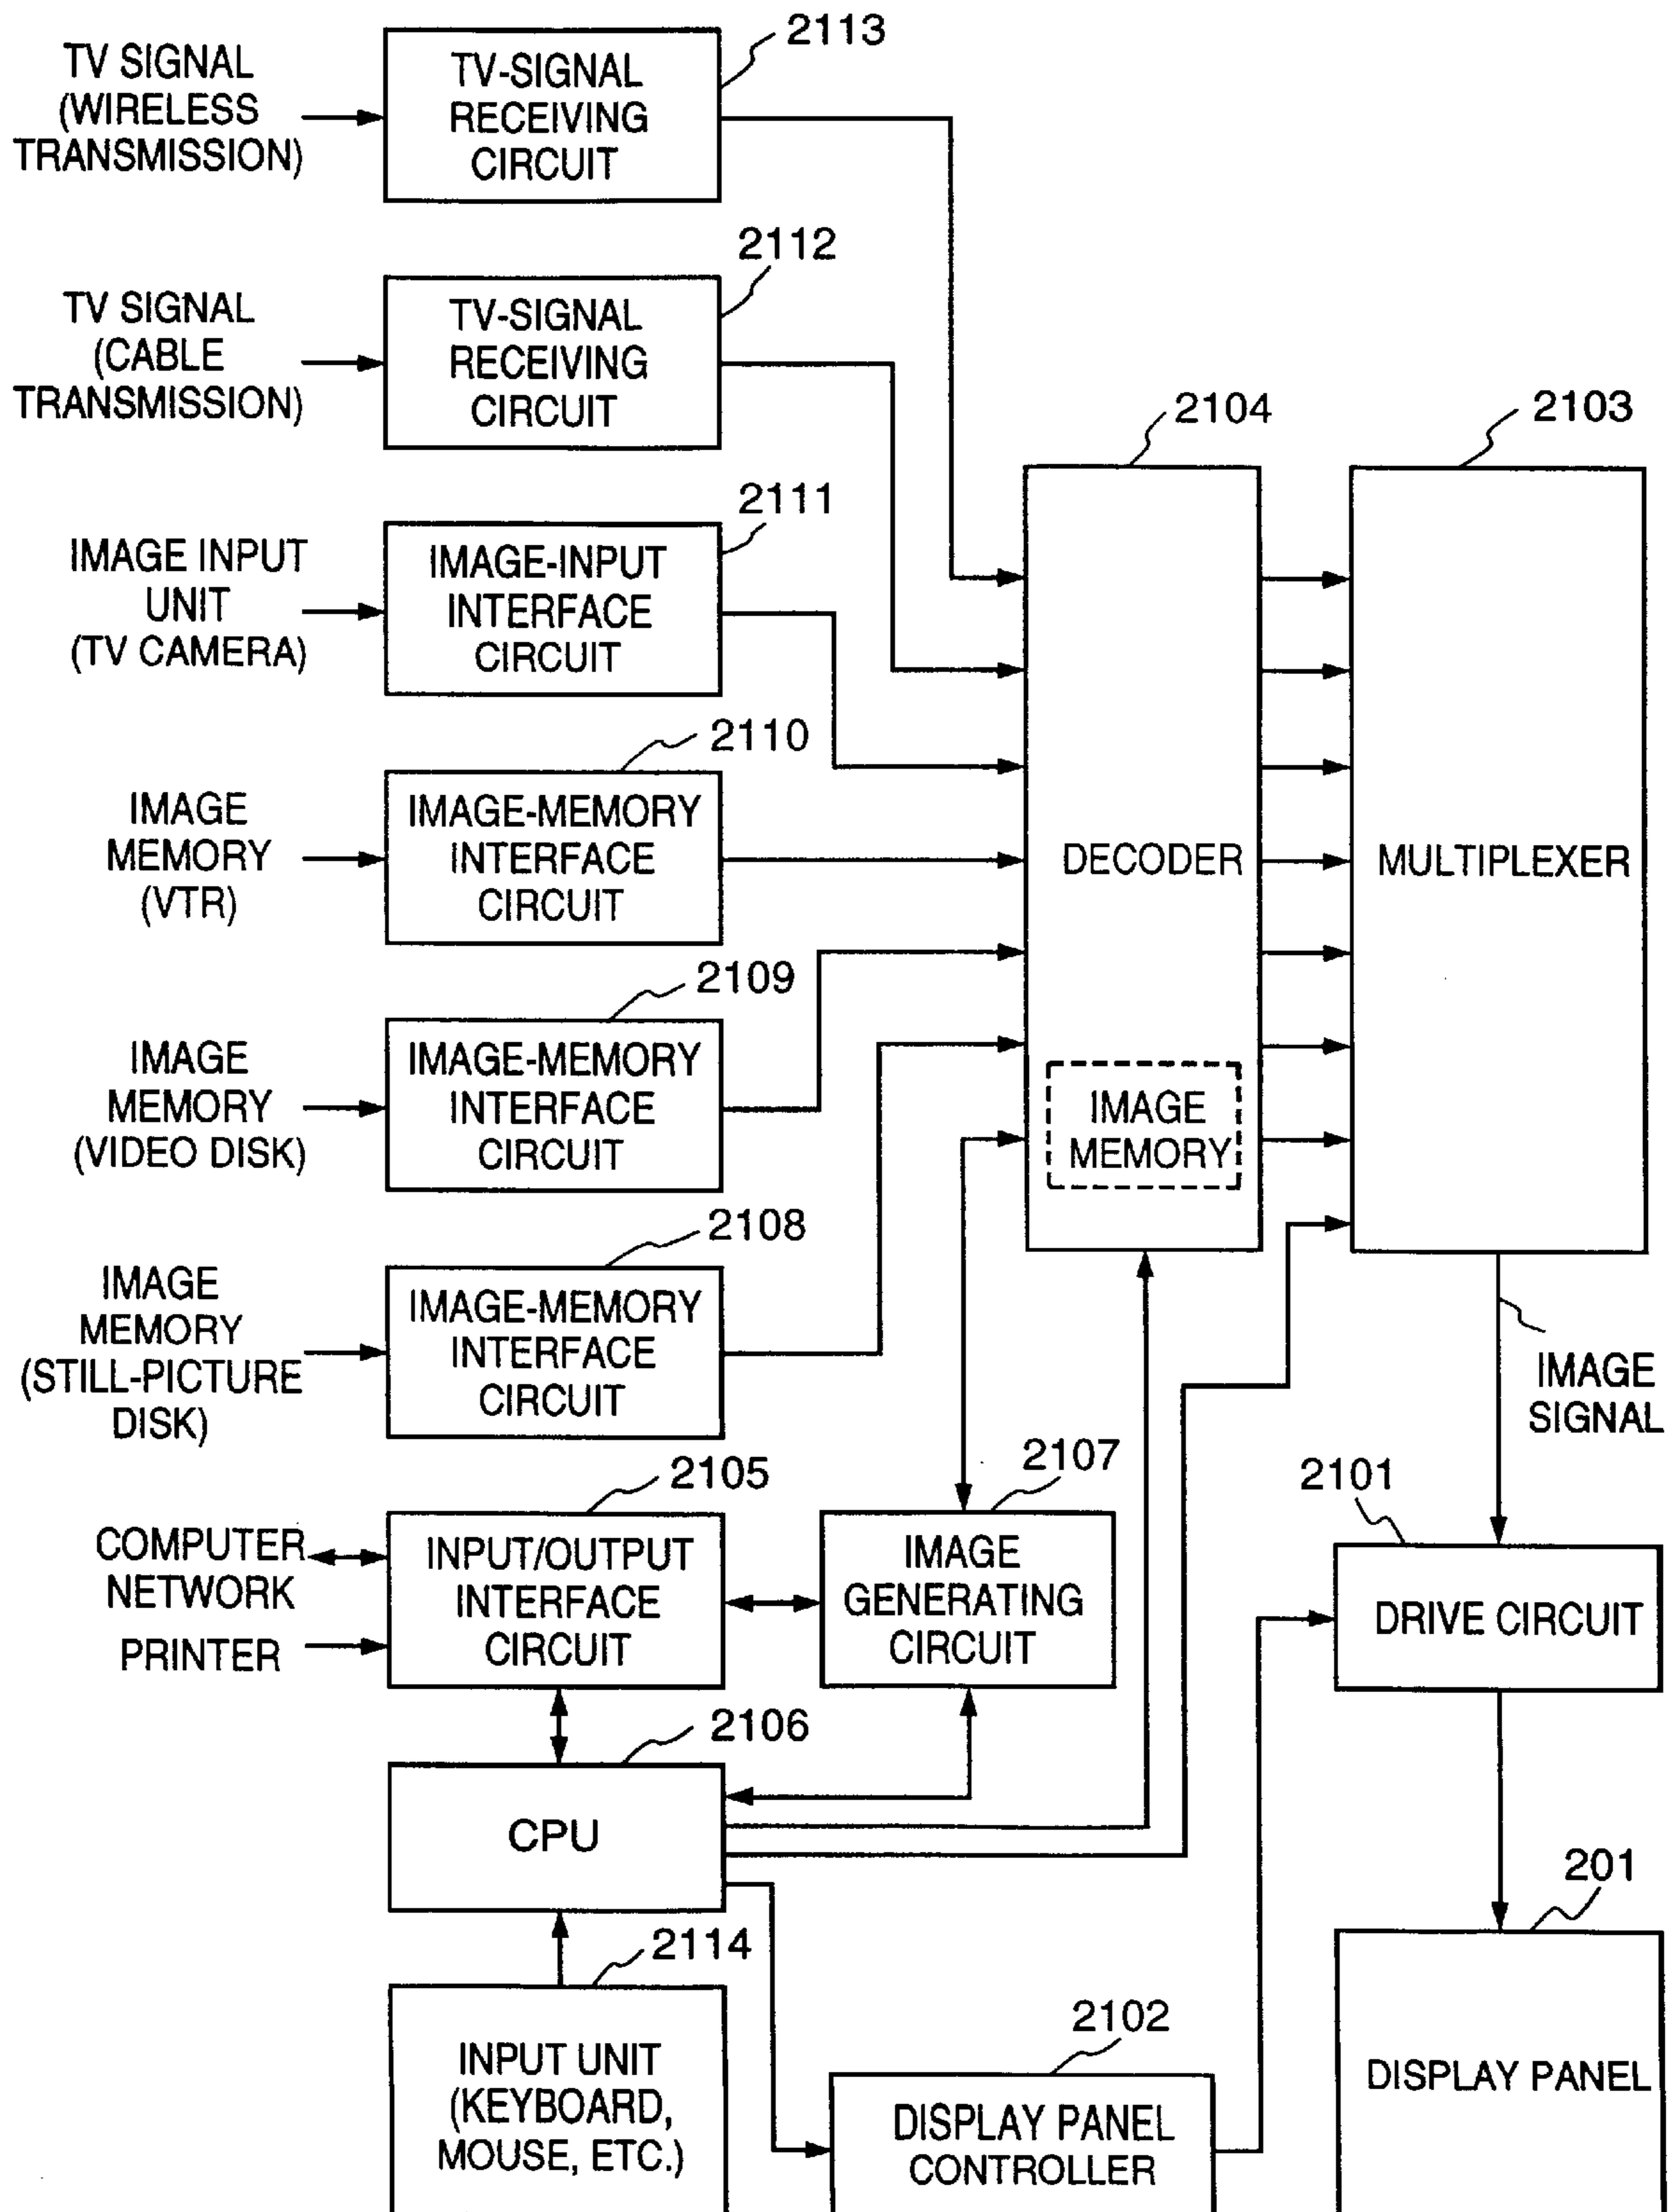 2113
TV SIGNAL
(WIRELESS
TRANSMISSION)
TV-SIGNAL
RECEIVING
CIRCUIT
2112
TV SIGNAL
(CABLE
TRANSMISSION)
TV-SIGNAL
RECEIVING
CIRCUIT
2104
2103
2111
IMAGE INPUT
UNIT
(TV CAMERA)
IMAGE-INPUT
INTERFACE
CIRCUIT
2110
IMAGE
MEMORY
(VTR)
IMAGE-MEMORY
INTERFACE
CIRCUIT
DECODER
MULTIPLEXER
2109
IMAGE
MEMORY
(VIDEO DISK)
IMAGE-MEMORY
INTERFACE
CIRCUIT
IMAGE
MEMORY
2108
IMAGE
MEMORY
(STILL-PICTURE
DISK)
IMAGE-MEMORY
INTERFACE
CIRCUIT
IMAGE
SIGNAL
2105
2107
2101
COMPUTER
NETWORK
PRINTER
INPUT/OUTPUT
INTERFACE
CIRCUIT
IMAGE
GENERATING
CIRCUIT
DRIVE CIRCUIT
2106
CPU
201
2114
INPUT UNIT
(KEYBOARD,
MOUSE, ETC.)
2102
DISPLAY PANEL
CONTROLLER
DISPLAY PANEL